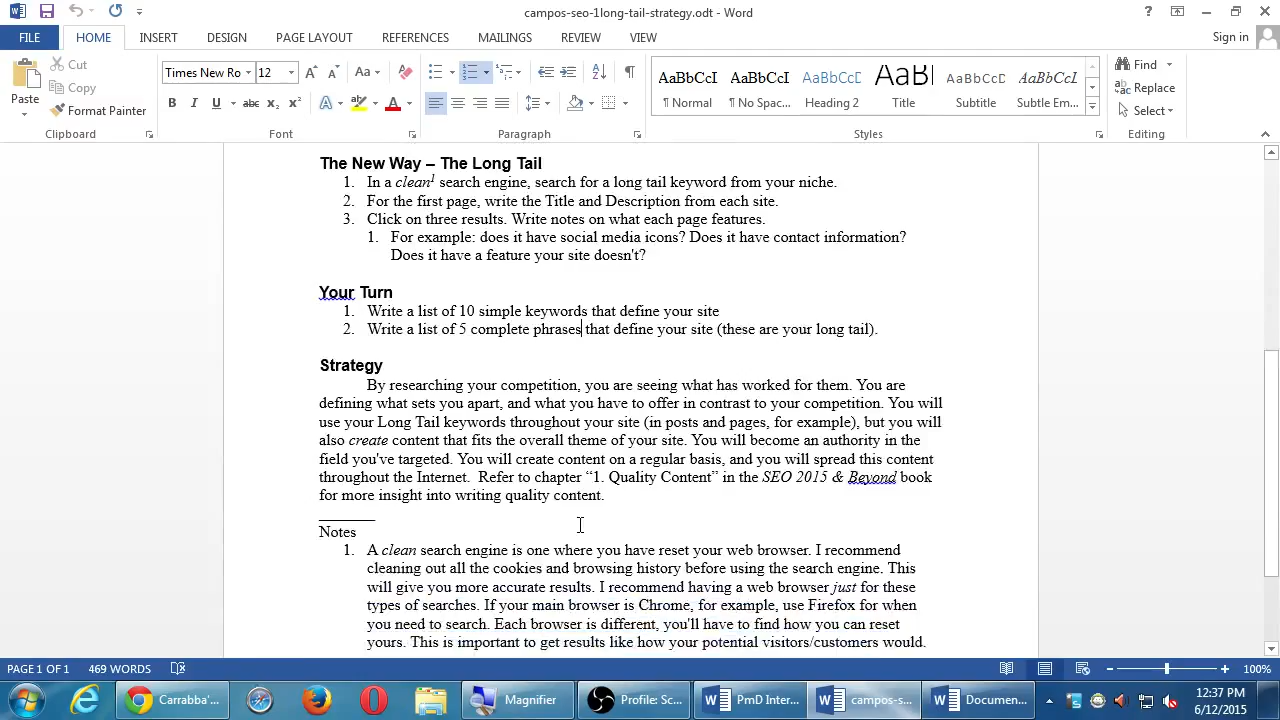 campos-seo-1long-tail-strategy.odt - Word
FILE HOME INSERT DESIGN PAGE LAYOUT REFERENCES MAILINGS REVIEW VIEW Sign in
Paste Cut Copy Format Painter
Times New Ro 12 Aa
AaBbCcI AaBbCcI AaBbCcI AaBl AaBbCcI AaBbCcI
¶ Normal ¶ No Spac... Heading 2 Title Subtitle Subtle Em...
Find Replace Select
Clipboard Font Paragraph Styles Editing
The New Way – The Long Tail
1. In a clean1 search engine, search for a long tail keyword from your niche.
2. For the first page, write the Title and Description from each site.
3. Click on three results. Write notes on what each page features.
1. For example: does it have social media icons? Does it have contact information?
Does it have a feature your site doesn't?
Your Turn
1. Write a list of 10 simple keywords that define your site
2. Write a list of 5 complete phrases that define your site (these are your long tail).
Strategy
By researching your competition, you are seeing what has worked for them. You are
defining what sets you apart, and what you have to offer in contrast to your competition. You will
use your Long Tail keywords throughout your site (in posts and pages, for example), but you will
also create content that fits the overall theme of your site. You will become an authority in the
field you've targeted. You will create content on a regular basis, and you will spread this content
throughout the Internet. Refer to chapter “1. Quality Content” in the SEO 2015 & Beyond book
for more insight into writing quality content.
Notes
1. A clean search engine is one where you have reset your web browser. I recommend
cleaning out all the cookies and browsing history before using the search engine. This
will give you more accurate results. I recommend having a web browser just for these
types of searches. If your main browser is Chrome, for example, use Firefox for when
you need to search. Each browser is different, you'll have to find how you can reset
yours. This is important to get results like how your potential visitors/customers would.
PAGE 1 OF 1 469 WORDS 100%
Carrabba'... Magnifier Profile: Sc... PmD Inter... campos-s... Documen...
12:37 PM
6/12/2015